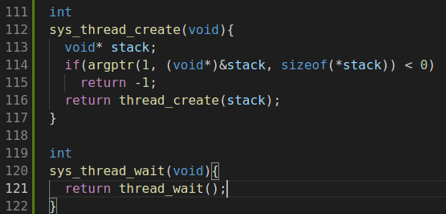 111 int
112 sys_thread_create(void){
113   void* stack;
114   if(argptr(1, (void*)&stack, sizeof(*stack)) < 0)
115     return -1;
116   return thread_create(stack);
117 }
118
119 int
120 sys_thread_wait(void){
121   return thread_wait();
122 }